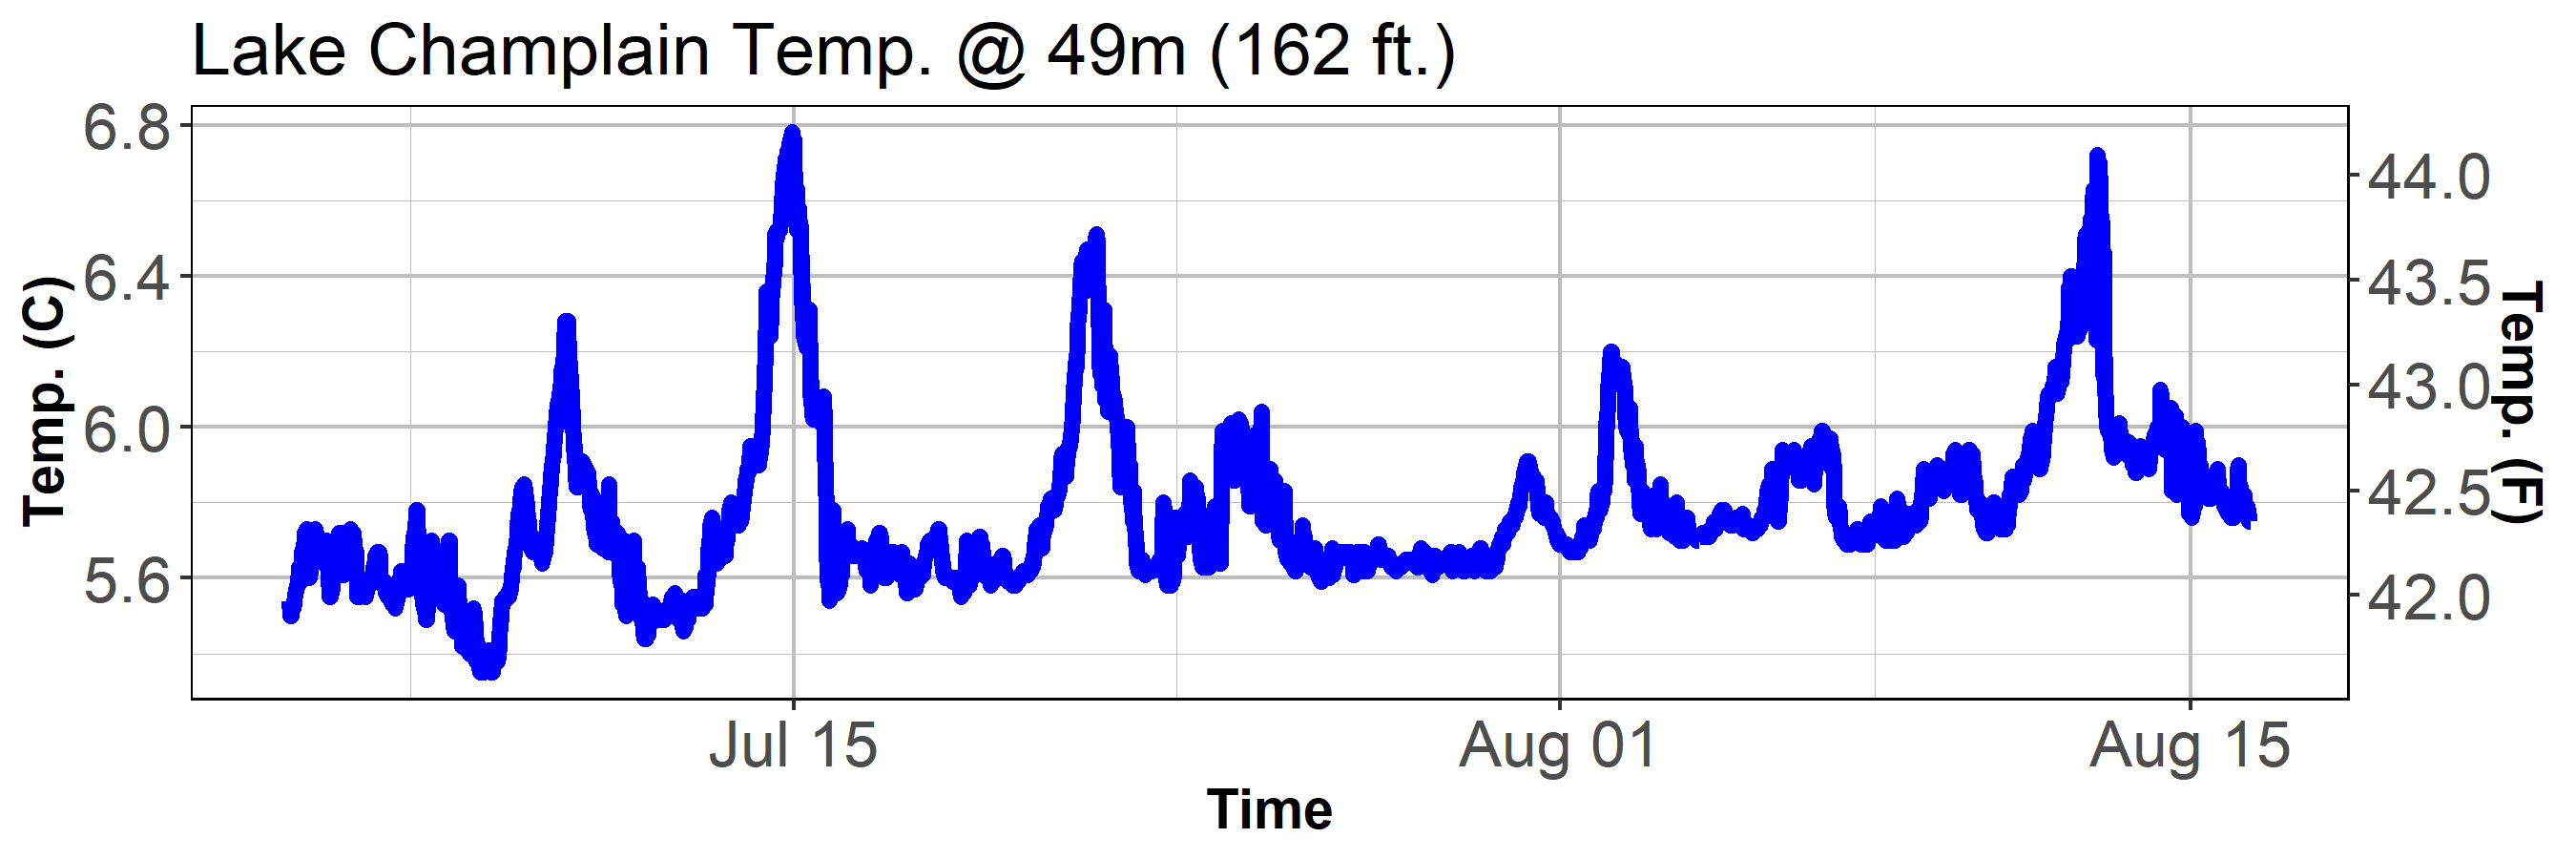 Lake Champlain Temp. @ 49m (162 ft.)
6.8
6.4
6.0
5.6
Temp. (C)
44.0
43.5
43.0
42.5
42.0
Temp. (F)
Jul 15
Aug 01
Aug 15
Time